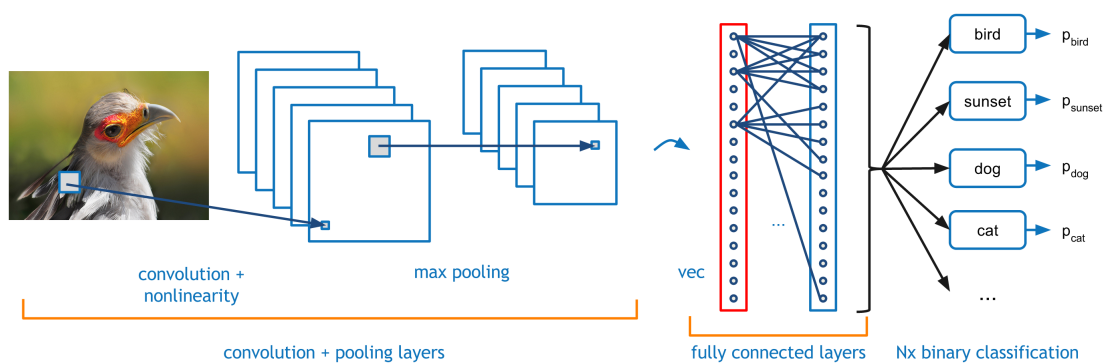 bird
p_bird
sunset
p_sunset
dog
p_dog
cat
p_cat
...
...
convolution +
nonlinearity
max pooling
vec
convolution + pooling layers
fully connected layers
Nx binary classification